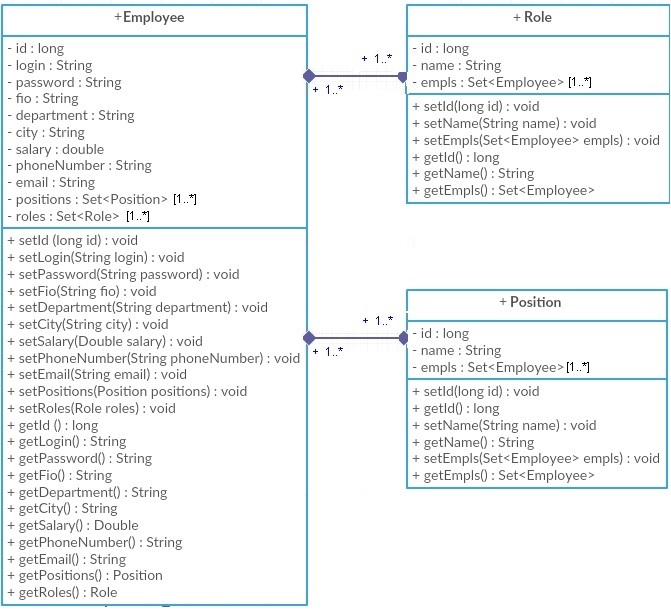 +Employee
- id : long
- login : String
- password : String
- fio : String
- department : String
- city : String
- salary : double
- phoneNumber : String
- email : String
- positions : Set<Position> [1..*]
- roles : Set<Role> [1..*]
+ setId (long id) : void
+ setLogin(String login) : void
+ setPassword(String password) : void
+ setFio(String fio) : void
+ setDepartment(String department) : void
+ setCity(String city) : void
+ setSalary(Double salary) : void
+ setPhoneNumber(String phoneNumber) : void
+ setEmail(String email) : void
+ setPositions(Position positions) : void
+ setRoles(Role roles) : void
+ getId () : long
+ getLogin() : String
+ getPassword() : String
+ getFio() : String
+ getDepartment() : String
+ getCity() : String
+ getSalary() : Double
+ getPhoneNumber() : String
+ getEmail() : String
+ getPositions() : Position
+ getRoles() : Role
+ 1..*
+ 1..*
+ Role
- id : long
- name : String
- empls : Set<Employee> [1..*]
+ setId(long id) : void
+ setName(String name) : void
+ setEmpls(Set<Employee> empls) : void
+ getId() : long
+ getName() : String
+ getEmpls() : Set<Employee>
+ 1..*
+ 1..*
+ Position
- id : long
- name : String
- empls : Set<Employee> [1..*]
+ setId(long id) : void
+ getId() : long
+ setName(String name) : void
+ getName() : String
+ setEmpls(Set<Employee> empls) : void
+ getEmpls() : Set<Employee>